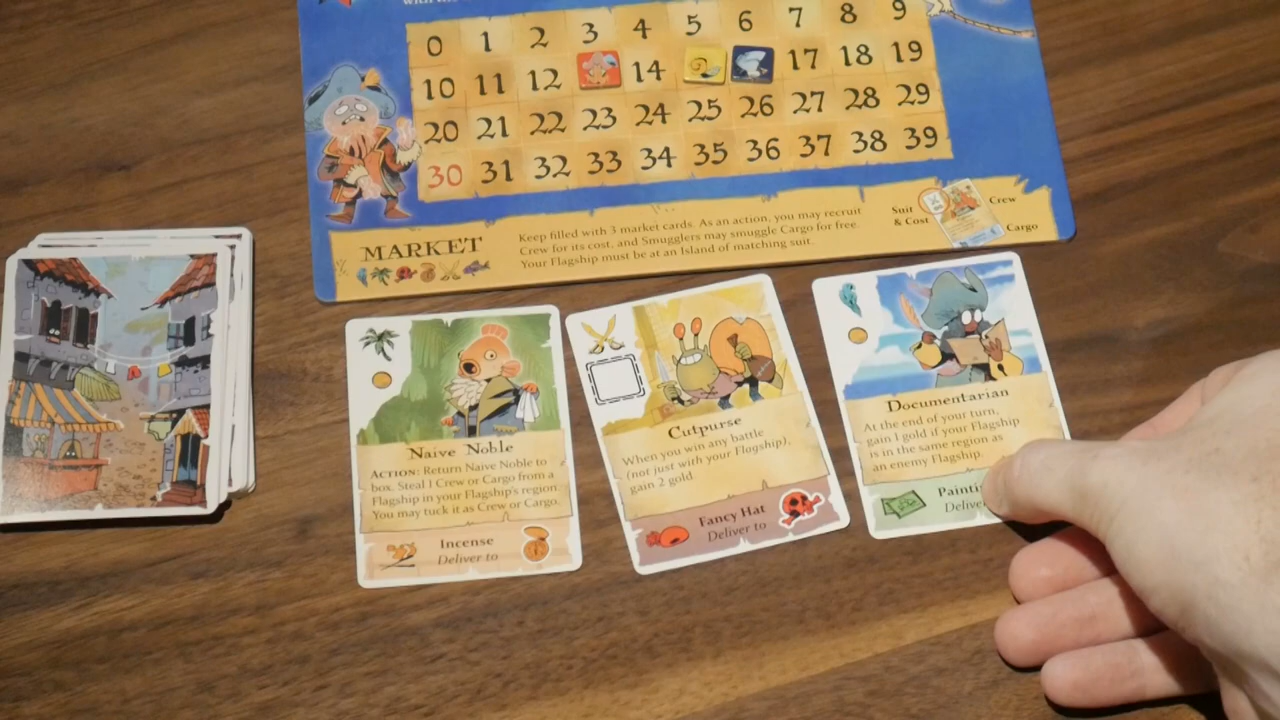 0 1 2 3 4 5 6 7 8 9
10 11 12 14 17 18 19
20 21 22 23 24 25 26 27 28 29
30 31 32 33 34 35 36 37 38 39
MARKET
Keep filled with 3 market cards. As an action, you may recruit
Crew for its cost, and Smugglers may smuggle Cargo for free.
Your Flagship must be at an Island of matching suit.
Suit
& Cost
Crew
Cargo
Naive Noble
ACTION: Return Naive Noble to
box. Steal 1 Crew or Cargo from a
Flagship in your Flagship's region.
You may tuck it as Crew or Cargo.
Incense
Deliver to
Cutpurse
When you win any battle
(not just with your Flagship),
gain 2 gold.
Fancy Hat
Deliver to
Documentarian
At the end of your turn,
gain 1 gold if your Flagship
is in the same region as
an enemy Flagship.